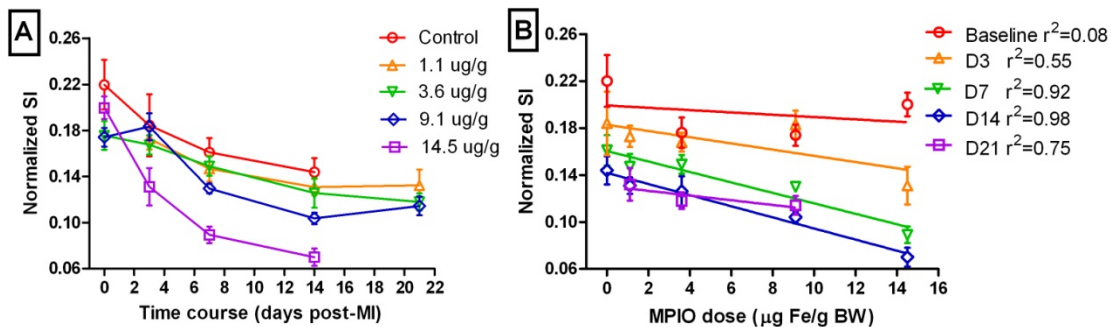 A
Normalized SI
0.26
0.22
0.18
0.14
0.10
0.06
0 2 4 6 8 10 12 14 16 18 20 22
Time course (days post-MI)
Control
1.1 ug/g
3.6 ug/g
9.1 ug/g
14.5 ug/g
B
Normalized SI
0.26
0.22
0.18
0.14
0.10
0.06
0 2 4 6 8 10 12 14 16
MPIO dose (μg Fe/g BW)
Baseline r²=0.08
D3 r²=0.55
D7 r²=0.92
D14 r²=0.98
D21 r²=0.75